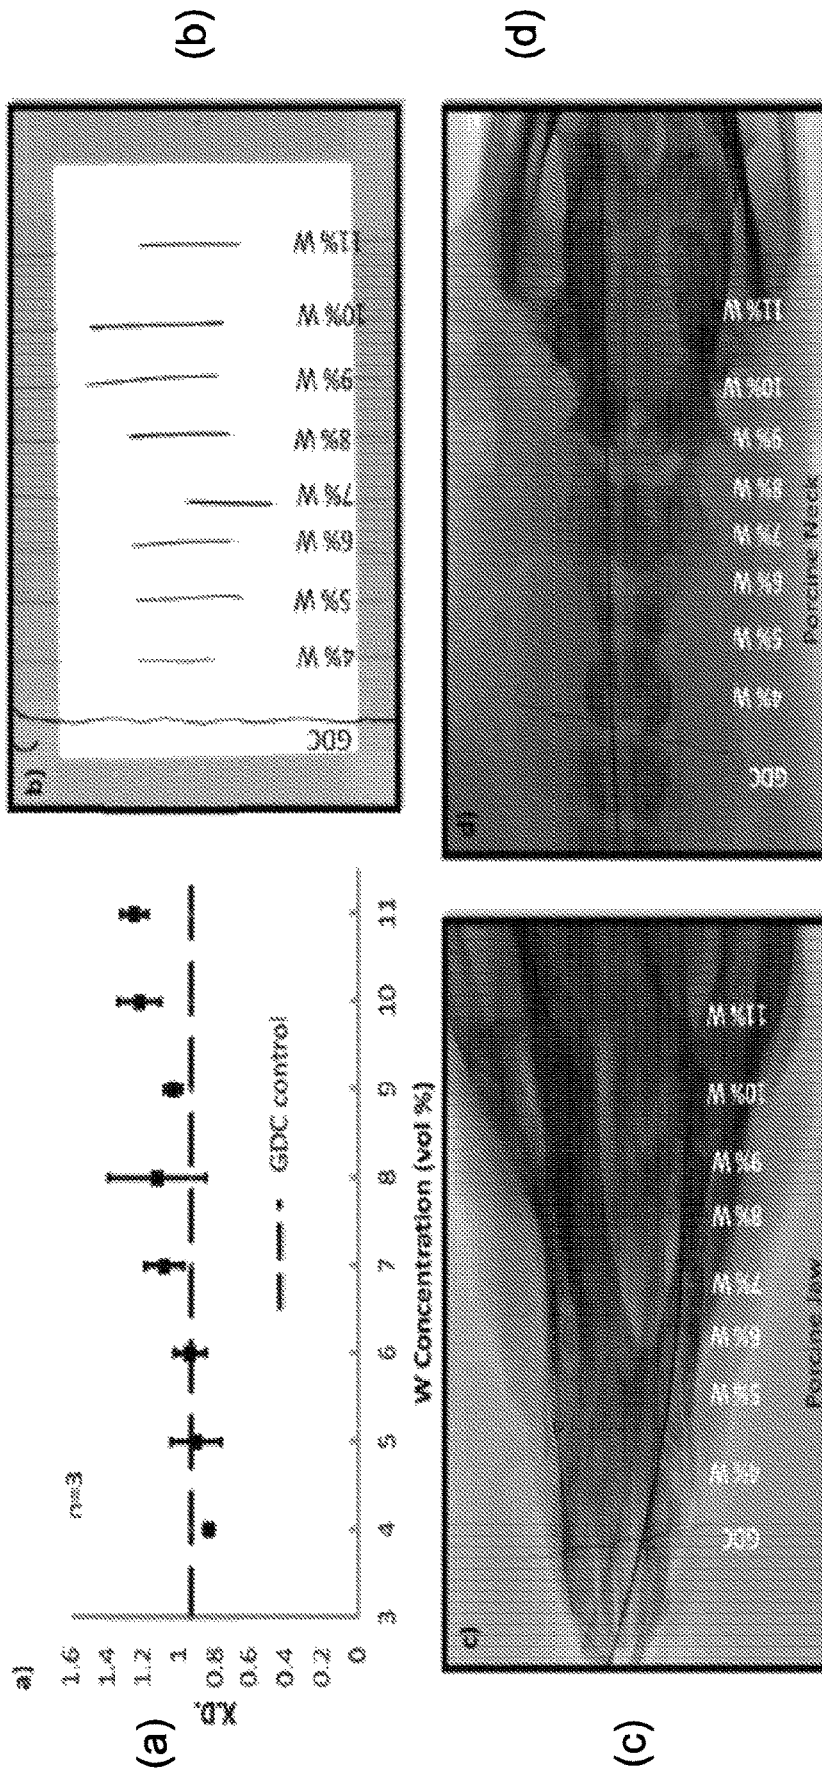 (a)
a)
n=3
X.D.
1.6
1.4
1.2
1
0.8
0.6
0.4
0.2
0
3 4 5 6 7 8 9 10 11
GDC control
W Concentration (vol %)
(b)
b)
GDC 4% W 5% W 6% W 7% W 8% W 9% W 10% W 11% W
(c)
c)
GDC 4% W 5% W 6% W 7% W 8% W 9% W 10% W 11% W
Porcine Jaw
(d)
d)
GDC 4% W 5% W 6% W 7% W 8% W 9% W 10% W 11% W
Porcine Neck